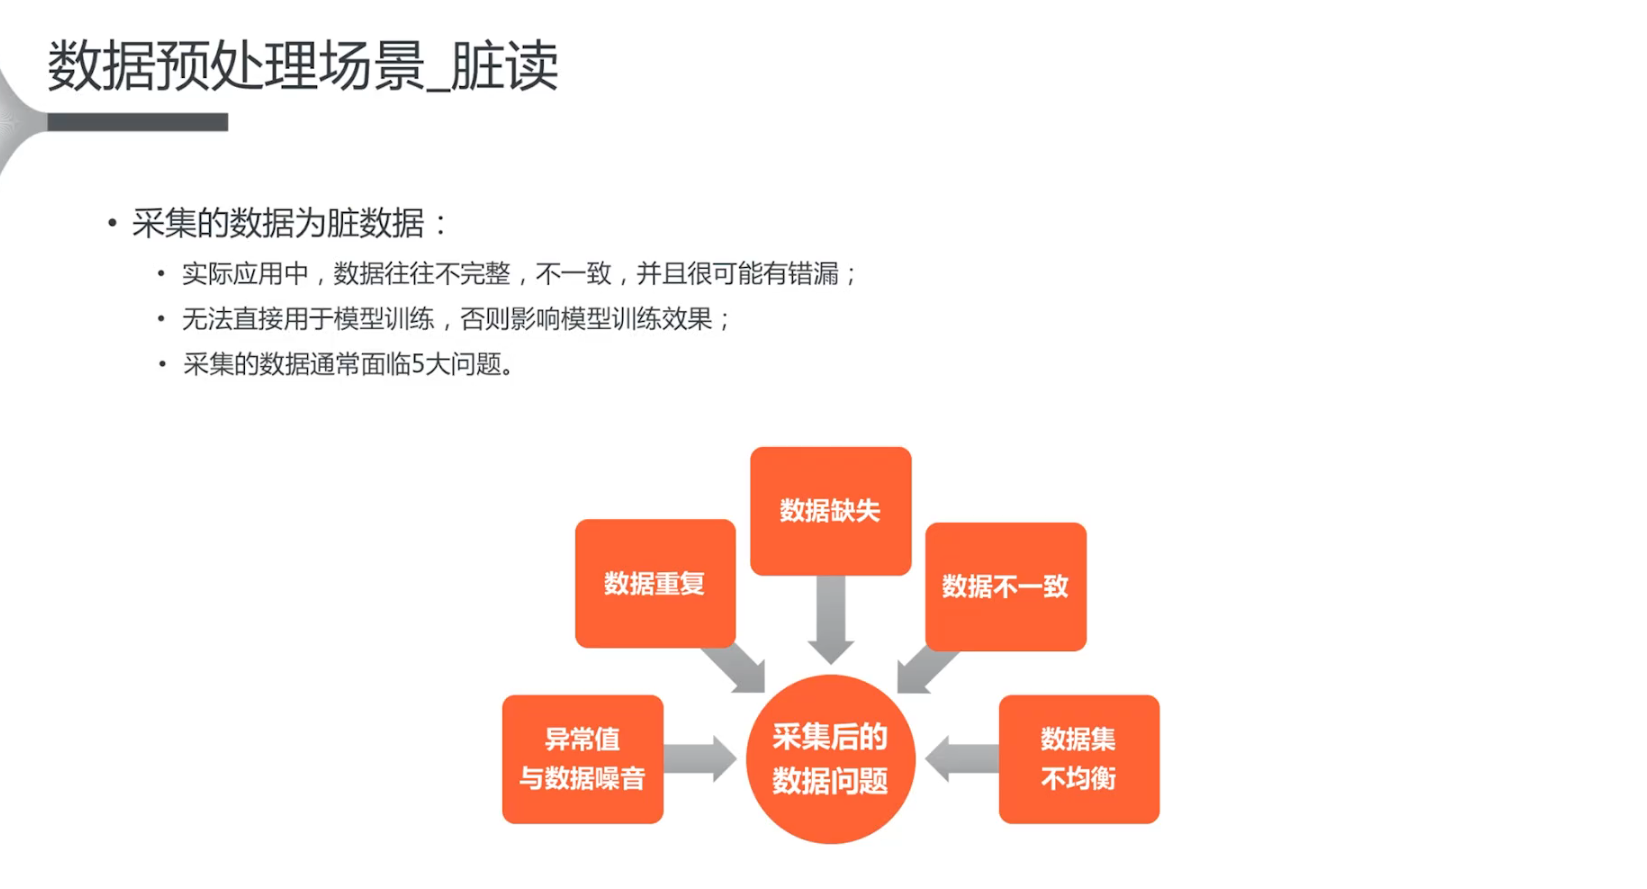 数据预处理场景_脏读
• 采集的数据为脏数据：
• 实际应用中，数据往往不完整，不一致，并且很可能有错漏；
• 无法直接用于模型训练，否则影响模型训练效果；
• 采集的数据通常面临5大问题。
数据缺失
数据重复
数据不一致
异常值
与数据噪音
采集后的
数据问题
数据集
不均衡